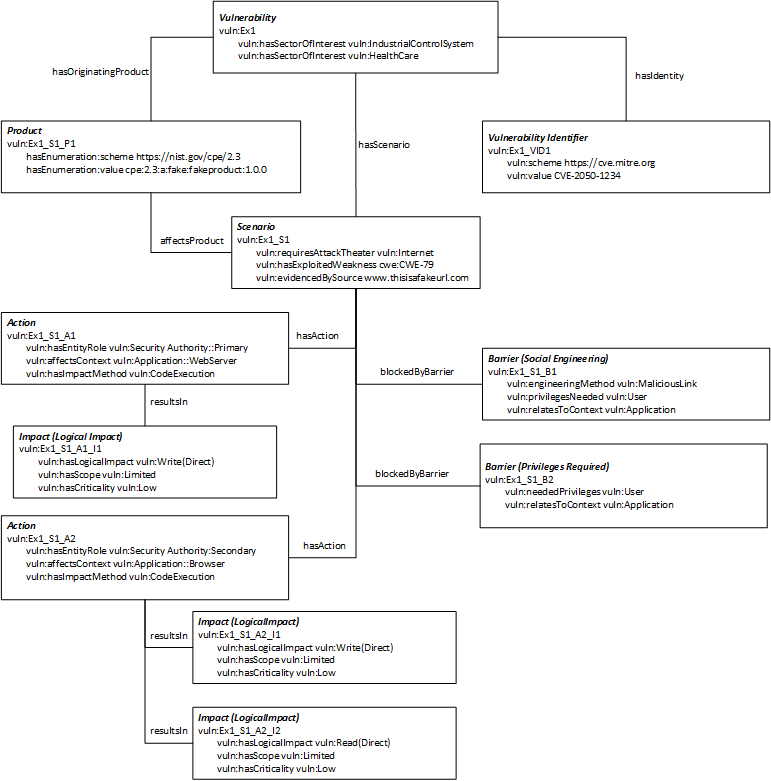 Vulnerability
vuln:Ex1
vuln:hasSectorOfInterest vuln:IndustrialControlSystem
vuln:hasSectorOfInterest vuln:HealthCare
hasOriginatingProduct
hasScenario
hasIdentity
Product
vuln:Ex1_S1_P1
hasEnumeration:scheme https://nist.gov/cpe/2.3
hasEnumeration:value cpe:2.3:a:fake:fakeproduct:1.0.0
Vulnerability Identifier
vuln:Ex1_VID1
vuln:scheme https://cve.mitre.org
vuln:value CVE-2050-1234
affectsProduct
Scenario
vuln:Ex1_S1
vuln:requiresAttackTheater vuln:Internet
vuln:hasExploitedWeakness cwe:CWE-79
vuln:evidencedBySource www.thisisafakeurl.com
Action
vuln:Ex1_S1_A1
vuln:hasEntityRole vuln:Security Authority::Primary
vuln:affectsContext vuln:Application::WebServer
vuln:hasImpactMethod vuln:CodeExecution
hasAction
blockedByBarrier
Barrier (Social Engineering)
vuln:Ex1_S1_B1
vuln:engineeringMethod vuln:MaliciousLink
vuln:privilegesNeeded vuln:User
vuln:relatesToContext vuln:Application
resultsIn
Impact (Logical Impact)
vuln:Ex1_S1_A1_I1
vuln:hasLogicalImpact vuln:Write(Direct)
vuln:hasScope vuln:Limited
vuln:hasCriticality vuln:Low
blockedByBarrier
Barrier (Privileges Required)
vuln:Ex1_S1_B2
vuln:neededPrivileges vuln:User
vuln:relatesToContext vuln:Application
Action
vuln:Ex1_S1_A2
vuln:hasEntityRole vuln:Security Authority:Secondary
vuln:affectsContext vuln:Application::Browser
vuln:hasImpactMethod vuln:CodeExecution
hasAction
resultsIn
Impact (LogicalImpact)
vuln:Ex1_S1_A2_I1
vuln:hasLogicalImpact vuln:Write(Direct)
vuln:hasScope vuln:Limited
vuln:hasCriticality vuln:Low
resultsIn
Impact (LogicalImpact)
vuln:Ex1_S1_A2_I2
vuln:hasLogicalImpact vuln:Read(Direct)
vuln:hasScope vuln:Limited
vuln:hasCriticality vuln:Low